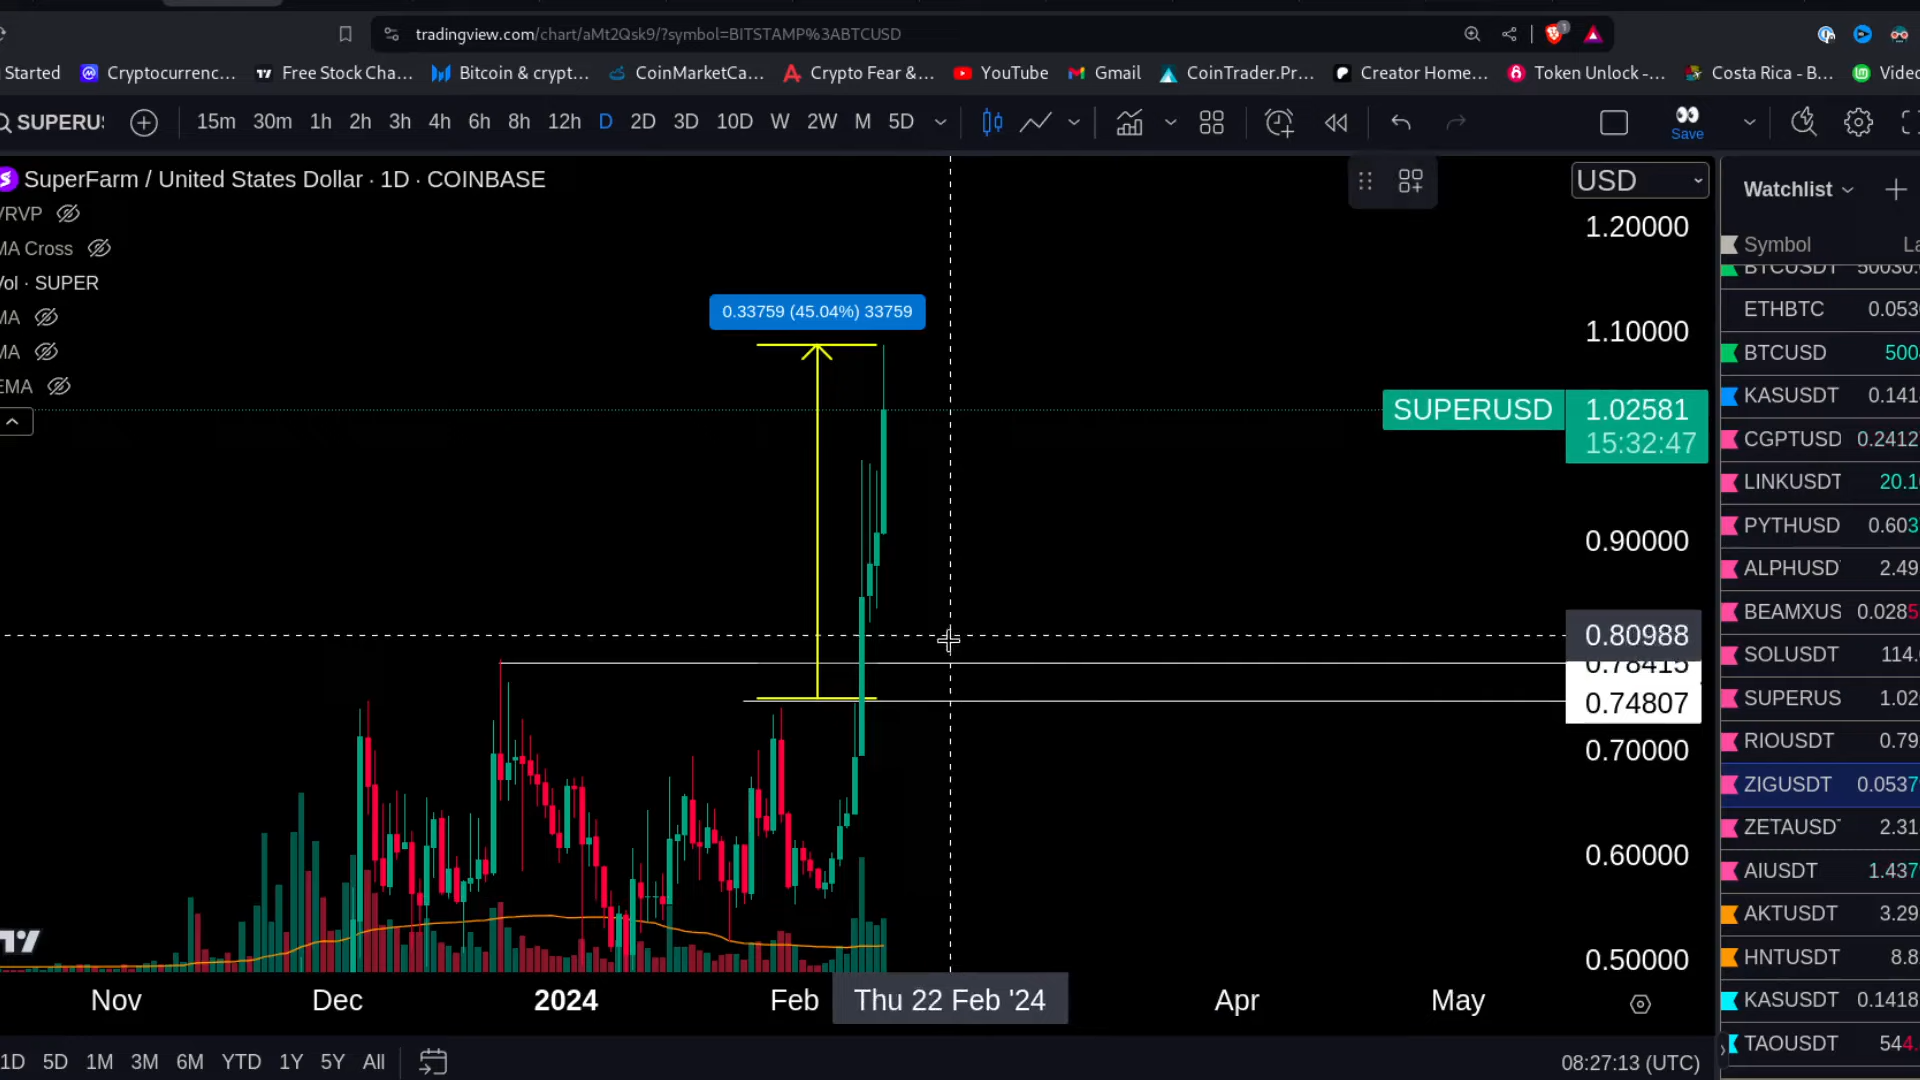 tradingview.com/chart/aMt2Qsk9/?symbol=BITSTAMP%3ABTCUSD
Started Cryptocurrenc... Free Stock Cha... Bitcoin & crypt... CoinMarketCa... Crypto Fear &... YouTube Gmail CoinTrader.Pr... Creator Home... Token Unlock -... Costa Rica - B... Video
SUPERU 15m 30m 1h 2h 3h 4h 6h 8h 12h D 2D 3D 10D W 2W M 5D Save
SuperFarm / United States Dollar · 1D · COINBASE
USD
Watchlist
VRVP
MA Cross
Vol · SUPER
MA
MA
EMA
0.33759 (45.04%) 33759
1.20000
1.10000
SUPERUSD 1.02581
15:32:47
0.90000
0.80988
0.78415
0.74807
0.70000
0.60000
0.50000
Symbol La
BTCUSDT 50030.
ETHBTC 0.053
BTCUSD 500
KASUSDT 0.141
CGPTUSD 0.2412
LINKUSDT 20.1
PYTHUSD 0.603
ALPHUSD 2.49
BEAMXUS 0.0285
SOLUSDT 114.
SUPERUS 1.02
RIOUSDT 0.79
ZIGUSDT 0.0537
ZETAUSD 2.31
AIUSDT 1.437
AKTUSDT 3.29
HNTUSDT 8.8
KASUSDT 0.1418
TAOUSDT 544.
Nov Dec 2024 Feb Thu 22 Feb '24 Apr May
1D 5D 1M 3M 6M YTD 1Y 5Y All
08:27:13 (UTC)